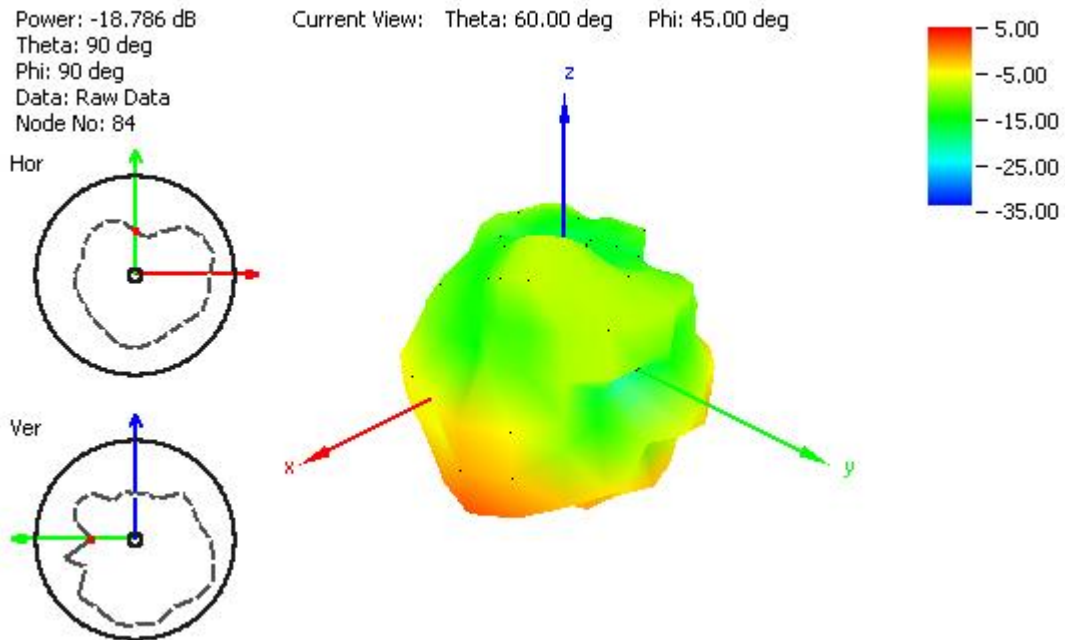 Power: -18.786 dB
Theta: 90 deg
Phi: 90 deg
Data: Raw Data
Node No: 84
Current View: Theta: 60.00 deg Phi: 45.00 deg
5.00
-5.00
-15.00
-25.00
-35.00
Hor
Ver
z
x
y